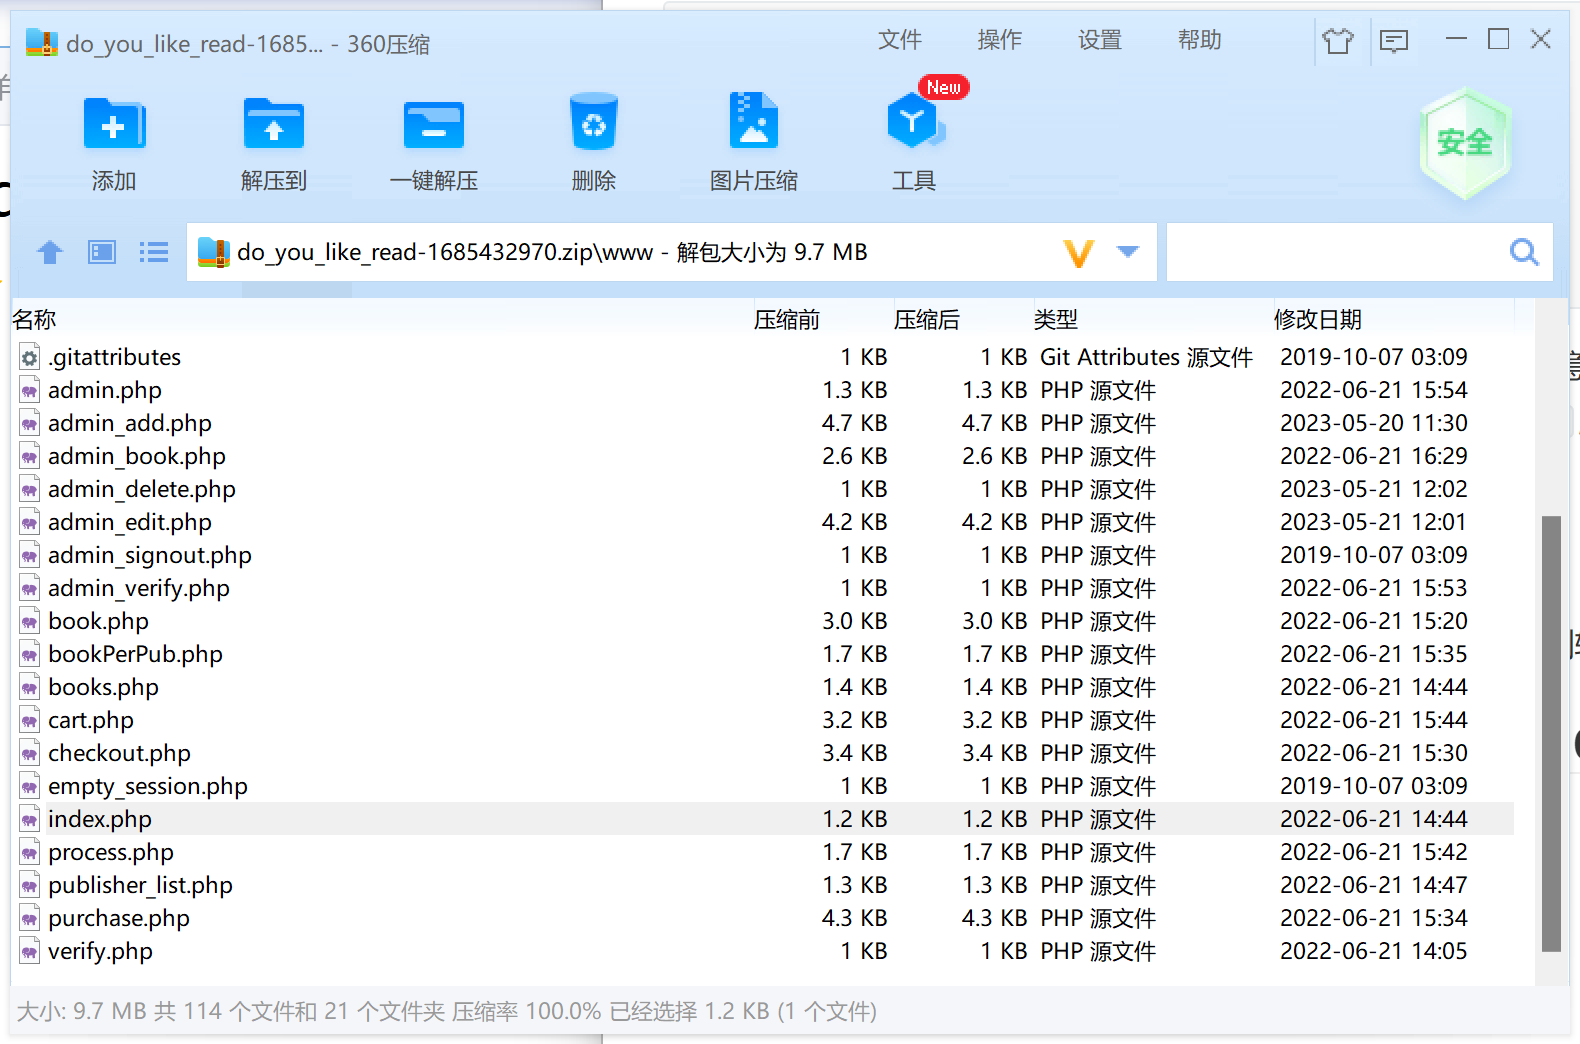 do_you_like_read-1685... - 360压缩
文件 操作 设置 帮助
New
添加 解压到 一键解压 删除 图片压缩 工具
安全
do_you_like_read-1685432970.zip\www - 解包大小为 9.7 MB
名称 压缩前 压缩后 类型 修改日期
.gitattributes 1 KB 1 KB Git Attributes 源文件 2019-10-07 03:09
admin.php 1.3 KB 1.3 KB PHP 源文件 2022-06-21 15:54
admin_add.php 4.7 KB 4.7 KB PHP 源文件 2023-05-20 11:30
admin_book.php 2.6 KB 2.6 KB PHP 源文件 2022-06-21 16:29
admin_delete.php 1 KB 1 KB PHP 源文件 2023-05-21 12:02
admin_edit.php 4.2 KB 4.2 KB PHP 源文件 2023-05-21 12:01
admin_signout.php 1 KB 1 KB PHP 源文件 2019-10-07 03:09
admin_verify.php 1 KB 1 KB PHP 源文件 2022-06-21 15:53
book.php 3.0 KB 3.0 KB PHP 源文件 2022-06-21 15:20
bookPerPub.php 1.7 KB 1.7 KB PHP 源文件 2022-06-21 15:35
books.php 1.4 KB 1.4 KB PHP 源文件 2022-06-21 14:44
cart.php 3.2 KB 3.2 KB PHP 源文件 2022-06-21 15:44
checkout.php 3.4 KB 3.4 KB PHP 源文件 2022-06-21 15:30
empty_session.php 1 KB 1 KB PHP 源文件 2019-10-07 03:09
index.php 1.2 KB 1.2 KB PHP 源文件 2022-06-21 14:44
process.php 1.7 KB 1.7 KB PHP 源文件 2022-06-21 15:42
publisher_list.php 1.3 KB 1.3 KB PHP 源文件 2022-06-21 14:47
purchase.php 4.3 KB 4.3 KB PHP 源文件 2022-06-21 15:34
verify.php 1 KB 1 KB PHP 源文件 2022-06-21 14:05
大小: 9.7 MB 共 114 个文件和 21 个文件夹 压缩率 100.0% 已经选择 1.2 KB (1 个文件)